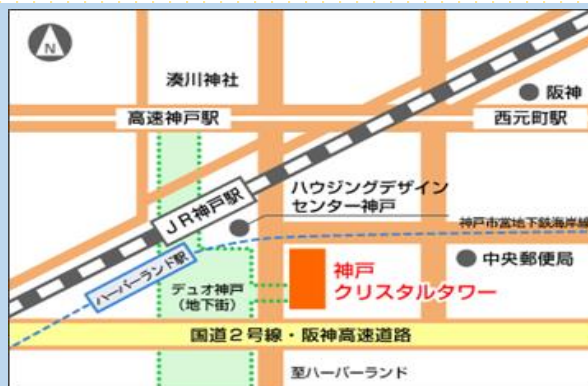 N
湊川神社
阪神
高速神戸駅
西元町駅
JR神戸駅
ハウジングデザイン
センター神戸
神戸市営地下鉄海岸線
ハーバーランド駅
デュオ神戸
(地下街)
神戸
クリスタルタワー
中央郵便局
国道2号線・阪神高速道路
至ハーバーランド